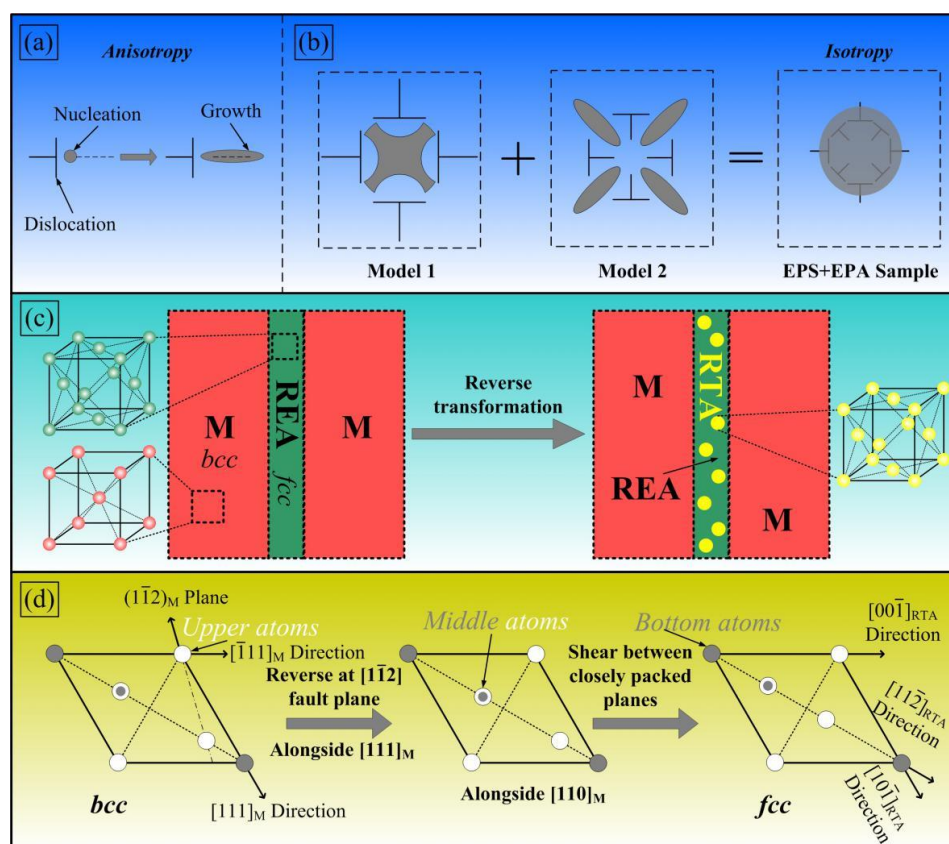 (a)
Anisotropy
Nucleation
Growth
Dislocation
(b)
Isotropy
Model 1
+
Model 2
=
EPS+EPA Sample
(c)
M
bcc
REA
fcc
M
Reverse
transformation
M
RTA
REA
M
(d)
(11̄2)M Plane
Upper atoms
[1̄11]M Direction
[111]M Direction
bcc
Reverse at [11̄2]
fault plane
Alongside [111]M
Middle atoms
Alongside [110]M
Shear between
closely packed
planes
Bottom atoms
[001̄]RTA
Direction
[112̄]RTA
Direction
[101̄]RTA
Direction
fcc